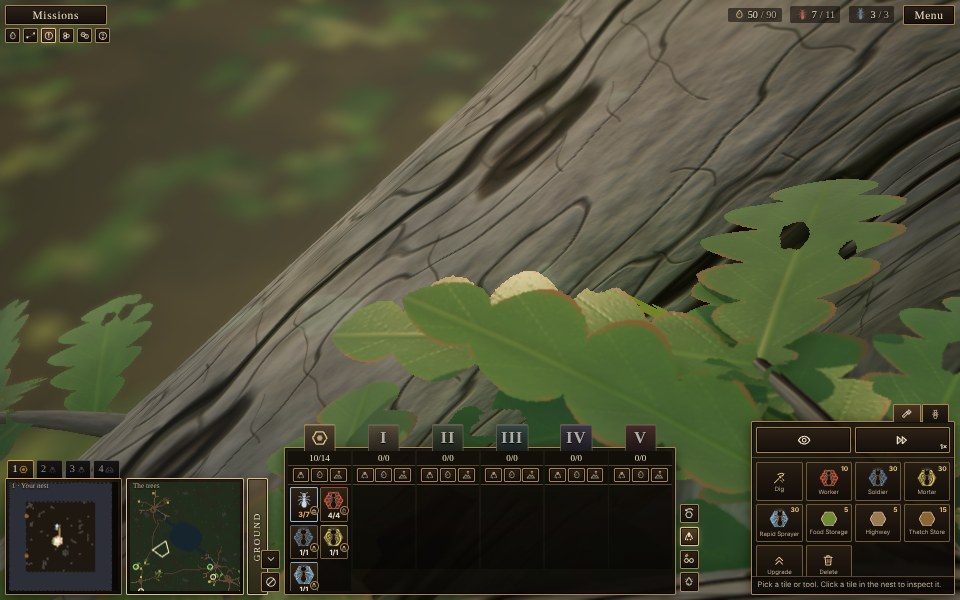 Missions
50 / 90
7 / 11
3 / 3
Menu
I
II
III
IV
V
10/14
0/0
0/0
0/0
0/0
0/0
3/7
4/4
1/1
1/1
1/1
1
2
3
4
1 - Your nest
The trees
GROUND
1×
10
30
30
Dig
Worker
Soldier
Mortar
30
5
5
15
Rapid Sprayer
Food Storage
Highway
Thatch Store
Upgrade
Delete
Pick a tile or tool. Click a tile in the nest to inspect it.